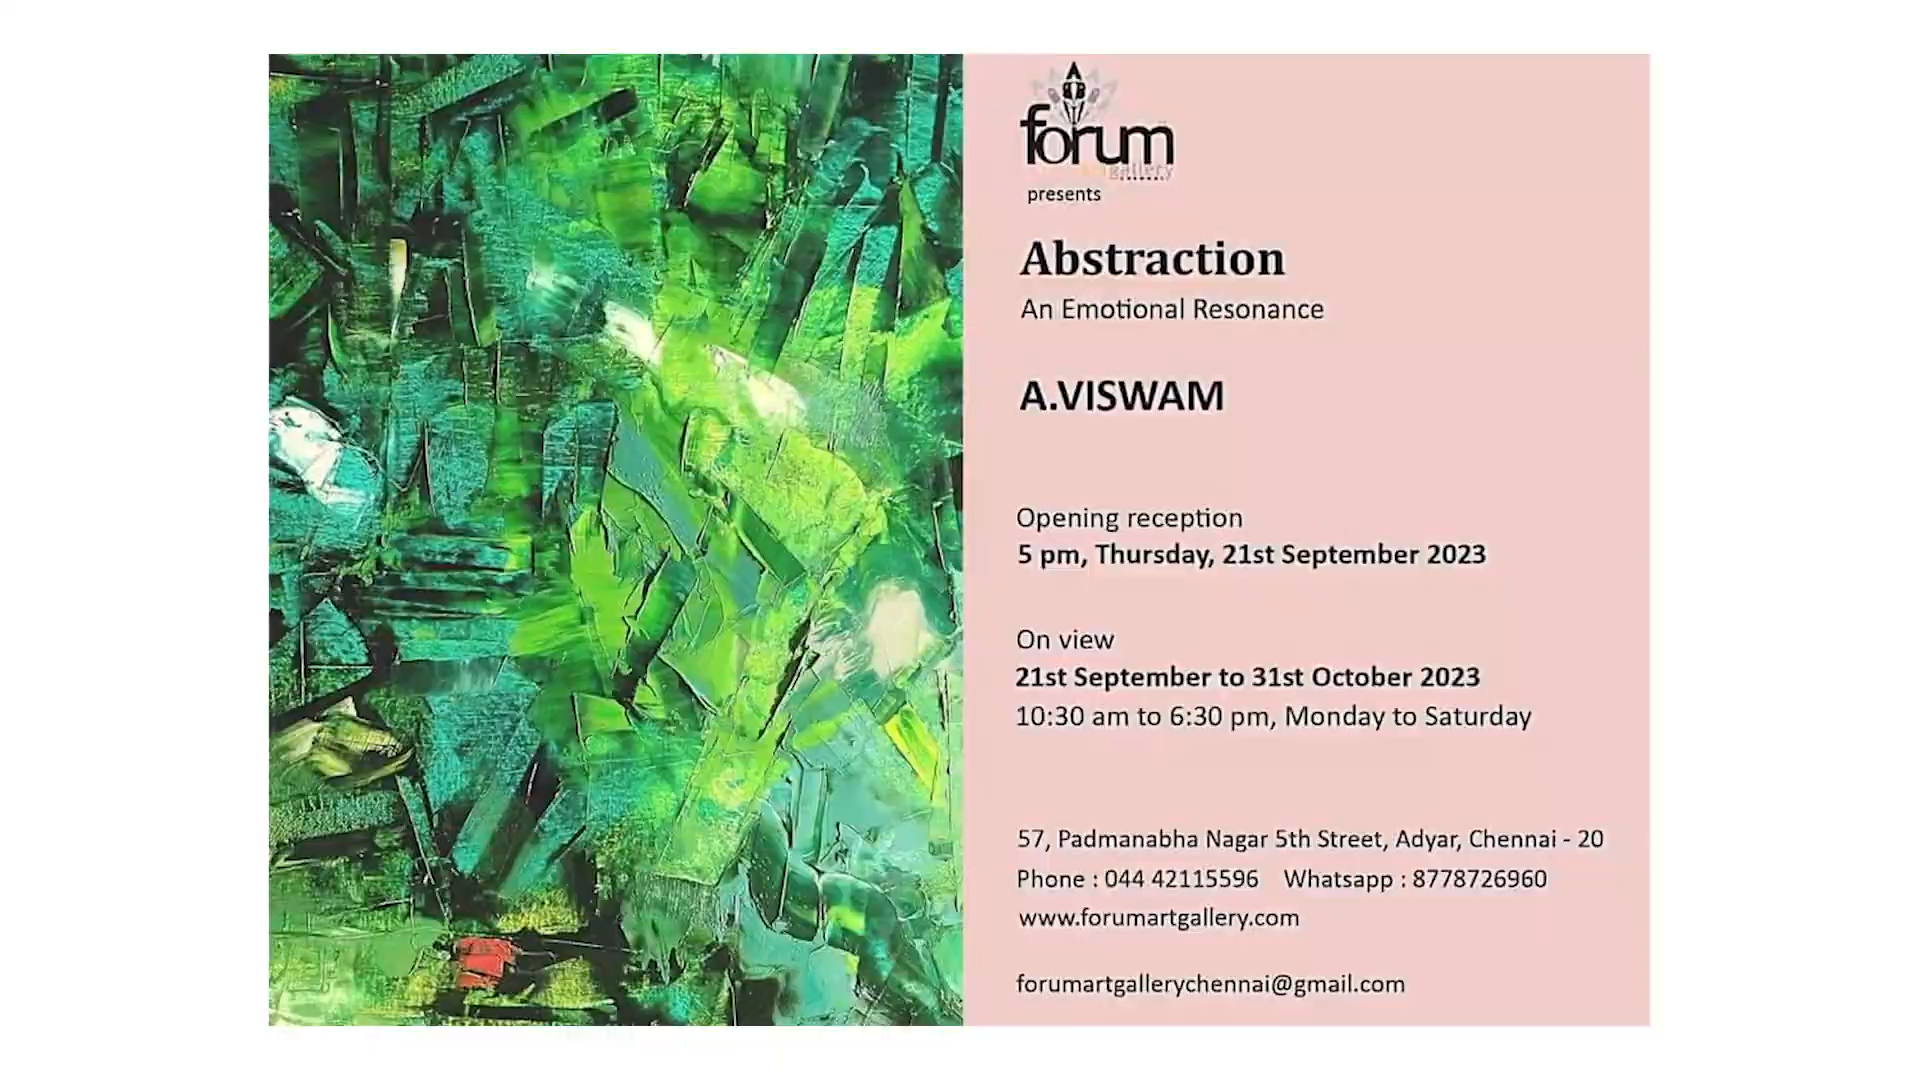 forum
gallery
presents
Abstraction
An Emotional Resonance
A.VISWAM
Opening reception
5 pm, Thursday, 21st September 2023
On view
21st September to 31st October 2023
10:30 am to 6:30 pm, Monday to Saturday
57, Padmanabha Nagar 5th Street, Adyar, Chennai - 20
Phone : 044 42115596 Whatsapp : 8778726960
www.forumartgallery.com
forumartgallerychennai@gmail.com